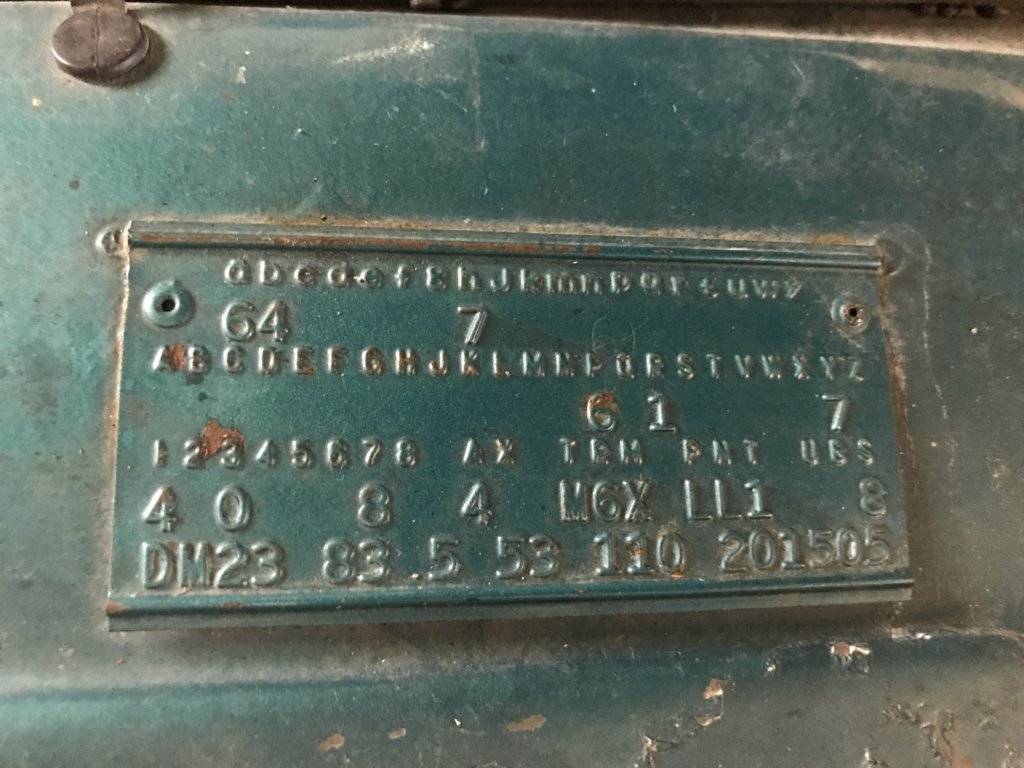 abcdefghJkmnpqrtuwy
64 7
ABCDEFGHJKLMNPQRSTVWXYZ
6 1 7
12345678 AX TRM PNT UBS
4 0 8 4 M6X LL1 8
DM23 83 5 53 110 201505